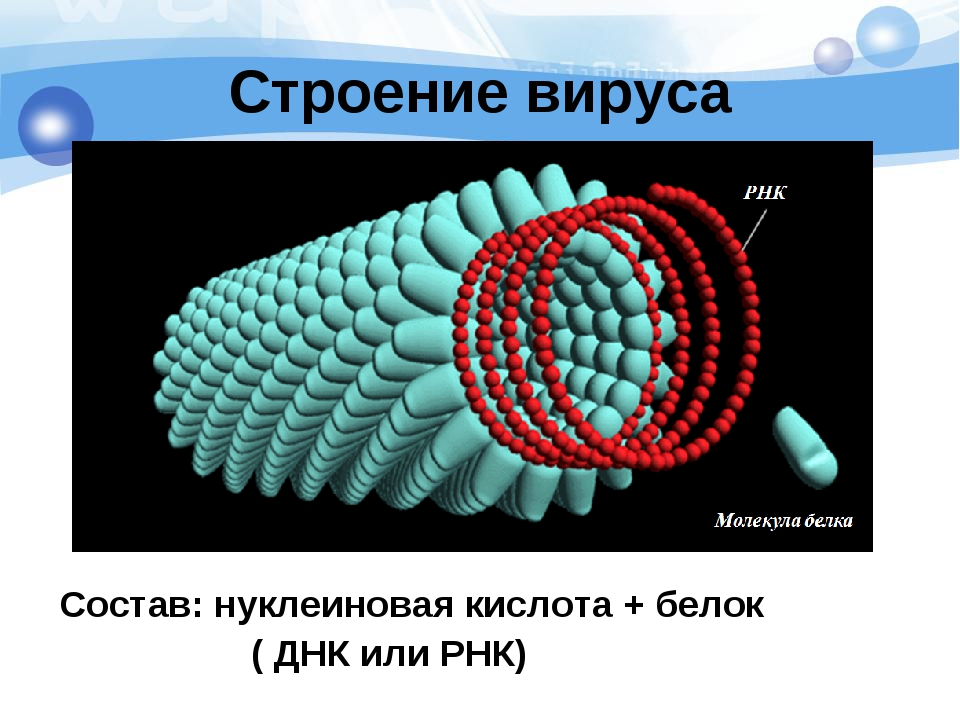 Строение вируса
РНК
Молекула белка
Состав: нуклеиновая кислота + белок
( ДНК или РНК)